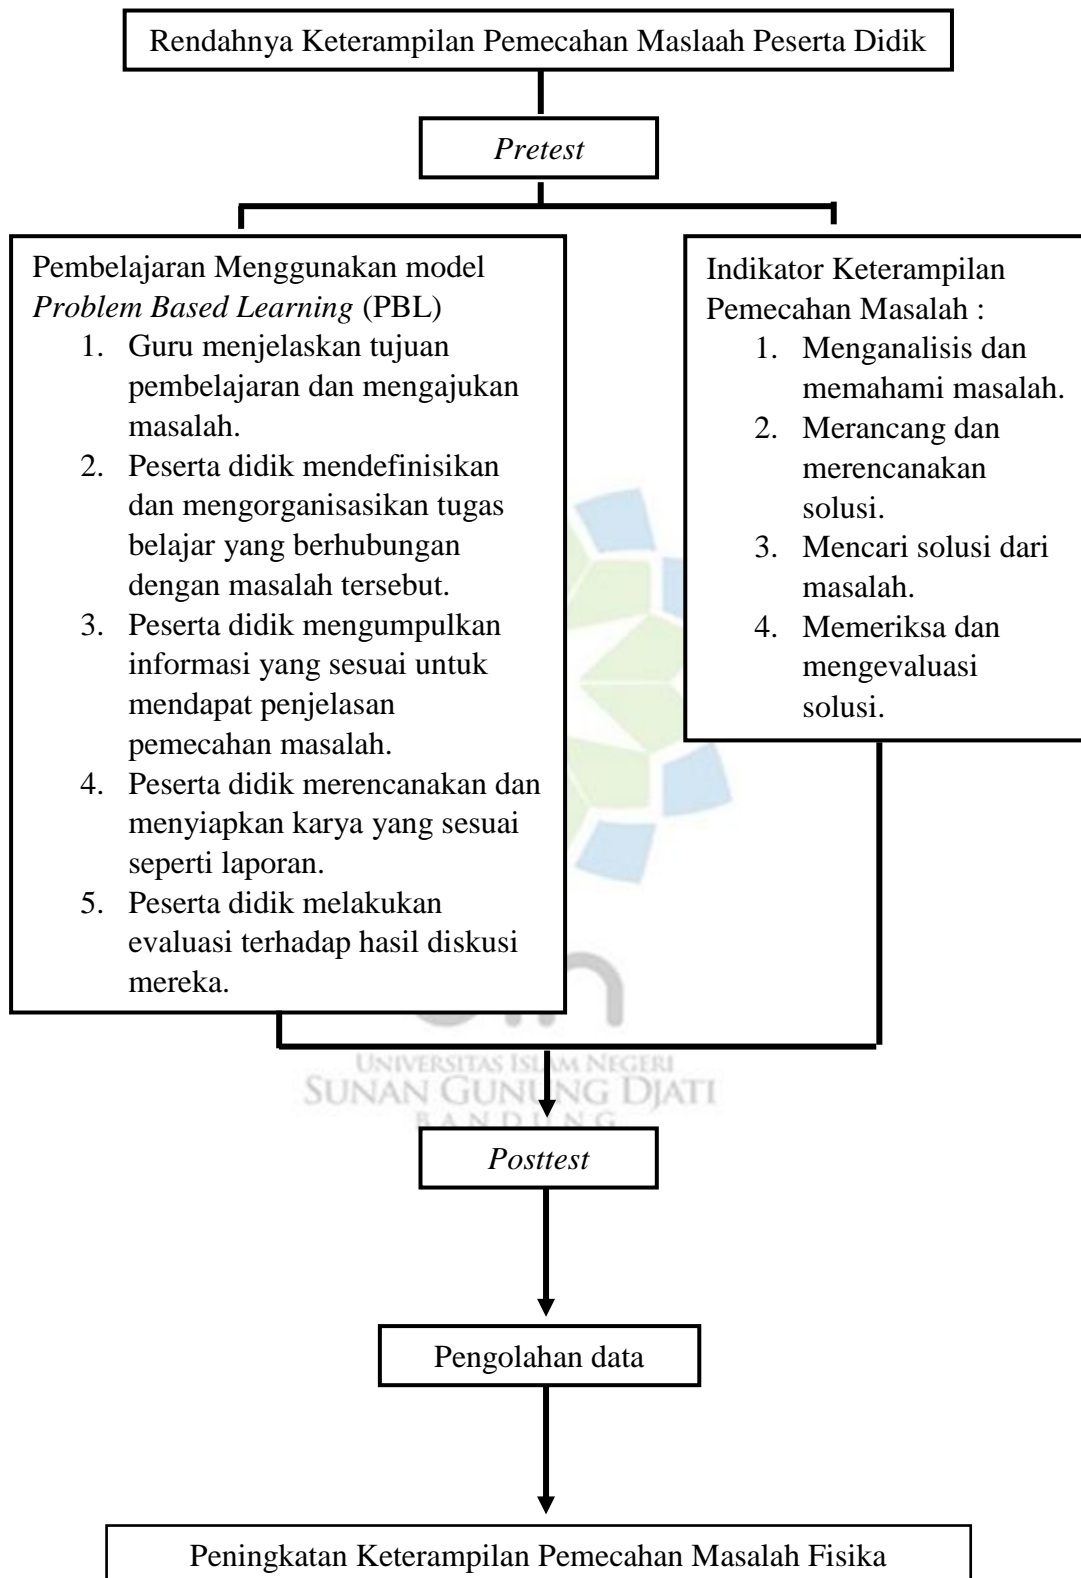 Rendahnya Keterampilan Pemecahan Maslaah Peserta Didik
Pretest
Pembelajaran Menggunakan model
Problem Based Learning (PBL)
1. Guru menjelaskan tujuan
pembelajaran dan mengajukan
masalah.
2. Peserta didik mendefinisikan
dan mengorganisasikan tugas
belajar yang berhubungan
dengan masalah tersebut.
3. Peserta didik mengumpulkan
informasi yang sesuai untuk
mendapat penjelasan
pemecahan masalah.
4. Peserta didik merencanakan dan
menyiapkan karya yang sesuai
seperti laporan.
5. Peserta didik melakukan
evaluasi terhadap hasil diskusi
mereka.
Indikator Keterampilan
Pemecahan Masalah :
1. Menganalisis dan
memahami masalah.
2. Merancang dan
merencanakan
solusi.
3. Mencari solusi dari
masalah.
4. Memeriksa dan
mengevaluasi
solusi.
uin
UNIVERSITAS ISLAM NEGERI
SUNAN GUNUNG DJATI
BANDUNG
Posttest
Pengolahan data
Peningkatan Keterampilan Pemecahan Masalah Fisika